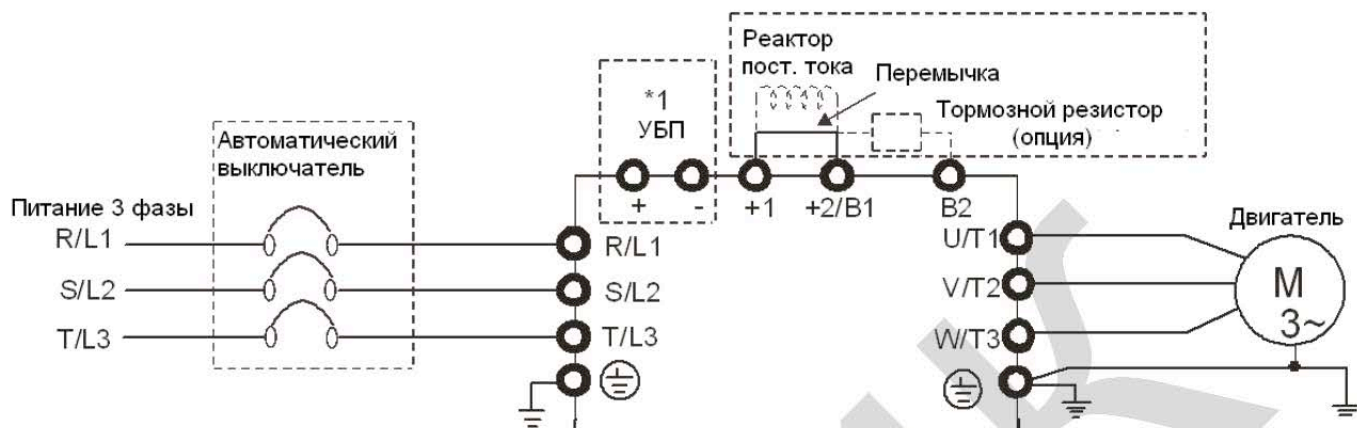 Реактор
пост. тока
Перемычка
Тормозной резистор
(опция)
*1
УБП
Автоматический
выключатель
+ - +1 +2/B1 B2
Питание 3 фазы
R/L1
S/L2
T/L3
R/L1
S/L2
T/L3
U/T1
V/T2
W/T3
Двигатель
M
3~